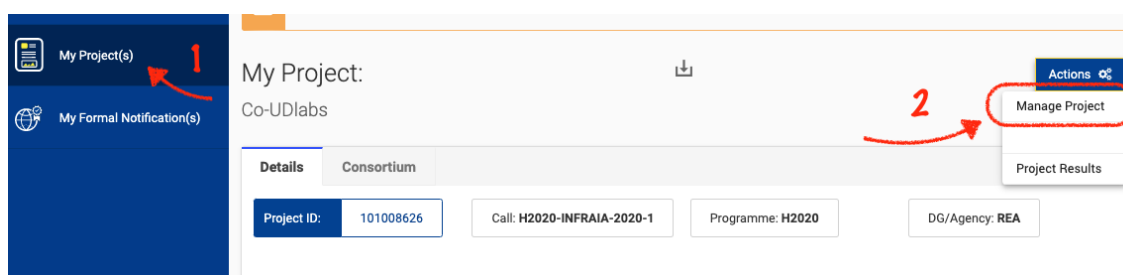 My Project(s)
1
My Formal Notification(s)
My Project:
Co-UDlabs
Actions
2
Manage Project
Project Results
Details
Consortium
Project ID: 101008626
Call: H2020-INFRAIA-2020-1
Programme: H2020
DG/Agency: REA